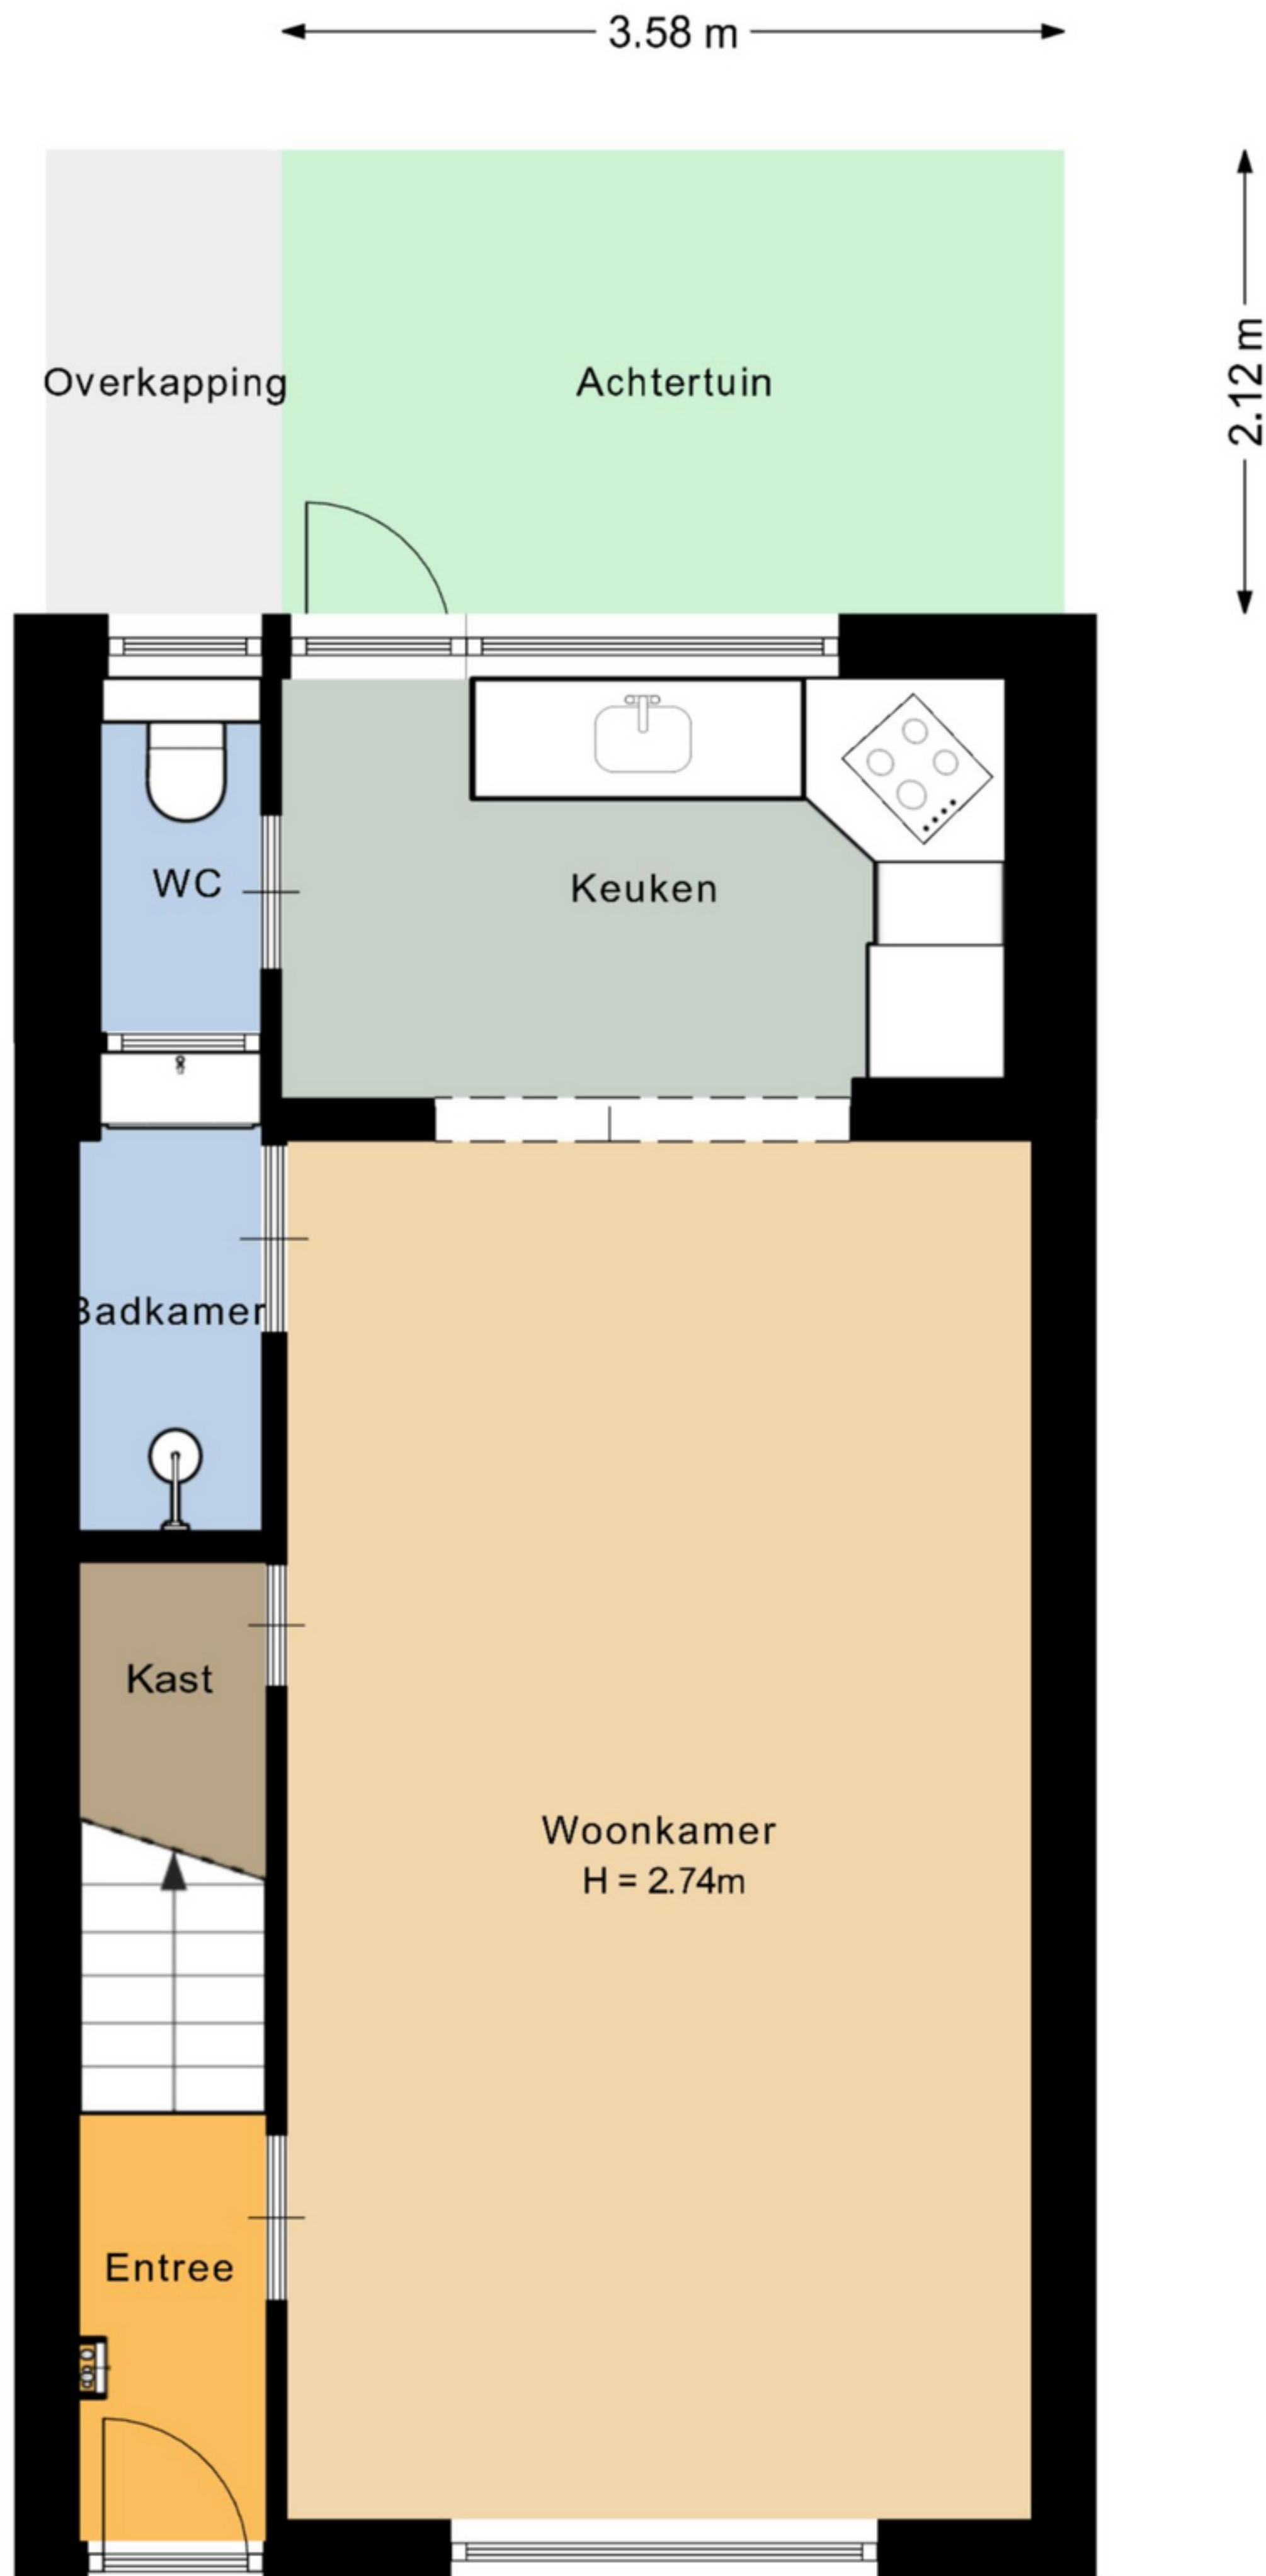 3.58 m
Overkapping
Achtertuin
2.12 m
WC
Keuken
Badkamer
Kast
Woonkamer
H = 2.74m
Entree